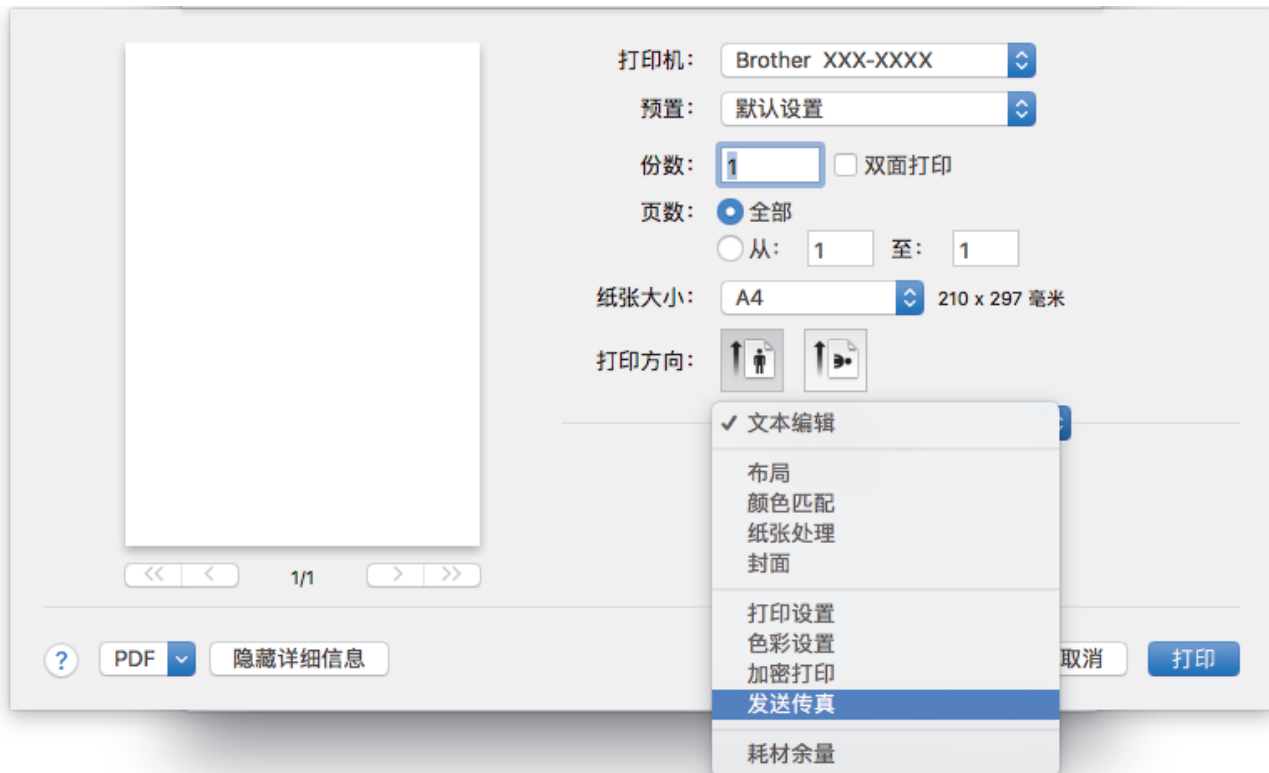 打印机： Brother XXX-XXXX
预置： 默认设置
份数： 1 双面打印
页数： 全部
从： 1 至： 1
纸张大小： A4 210 x 297 毫米
打印方向：
✓ 文本编辑
布局
颜色匹配
纸张处理
封面
<< < 1/1 > >>
打印设置
色彩设置
加密打印
发送传真
耗材余量
? PDF 隐藏详细信息 取消 打印